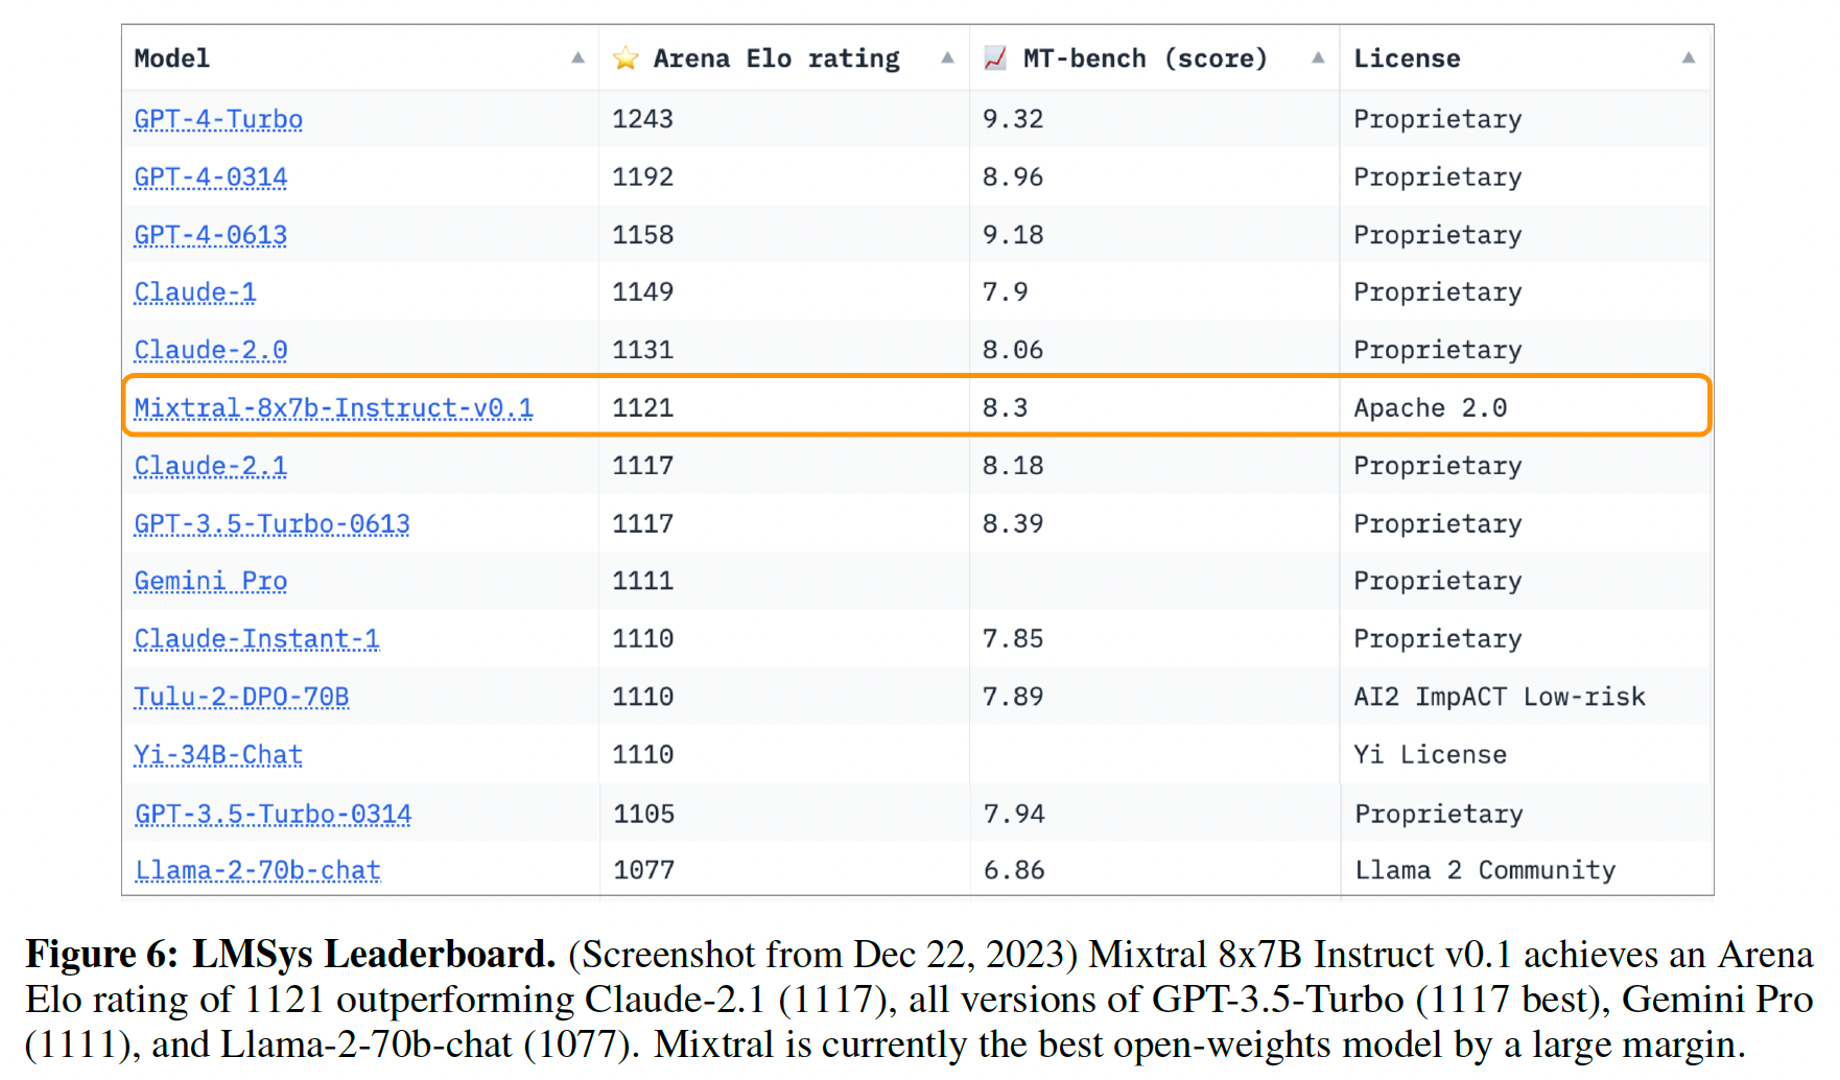 Model ▲ ⭐ Arena Elo rating ▲ 📈 MT-bench (score) ▲ License ▲
GPT-4-Turbo 1243 9.32 Proprietary
GPT-4-0314 1192 8.96 Proprietary
GPT-4-0613 1158 9.18 Proprietary
Claude-1 1149 7.9 Proprietary
Claude-2.0 1131 8.06 Proprietary
Mixtral-8x7b-Instruct-v0.1 1121 8.3 Apache 2.0
Claude-2.1 1117 8.18 Proprietary
GPT-3.5-Turbo-0613 1117 8.39 Proprietary
Gemini Pro 1111 Proprietary
Claude-Instant-1 1110 7.85 Proprietary
Tulu-2-DPO-70B 1110 7.89 AI2 ImpACT Low-risk
Yi-34B-Chat 1110 Yi License
GPT-3.5-Turbo-0314 1105 7.94 Proprietary
Llama-2-70b-chat 1077 6.86 Llama 2 Community
Figure 6: LMSys Leaderboard. (Screenshot from Dec 22, 2023) Mixtral 8x7B Instruct v0.1 achieves an Arena
Elo rating of 1121 outperforming Claude-2.1 (1117), all versions of GPT-3.5-Turbo (1117 best), Gemini Pro
(1111), and Llama-2-70b-chat (1077). Mixtral is currently the best open-weights model by a large margin.